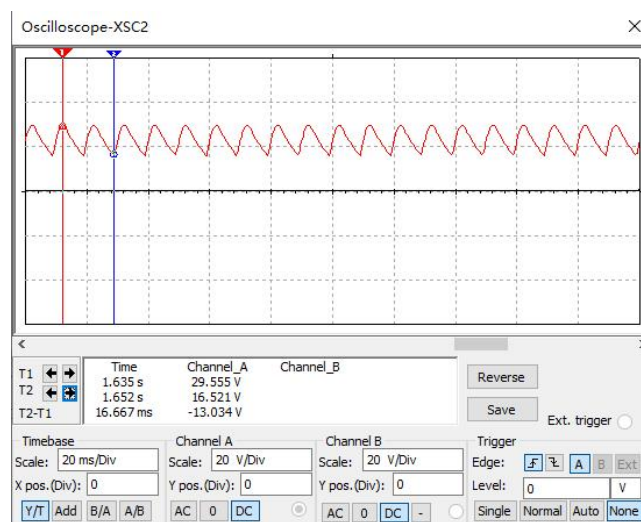 Oscilloscope-XSC2
1 2
Time Channel_A Channel_B
T1 1.635 s 29.555 V
T2 1.652 s 16.521 V
T2-T1 16.667 ms -13.034 V
Reverse
Save
Ext. trigger
Timebase
Scale: 20 ms/Div
X pos.(Div): 0
Y/T Add B/A A/B
Channel A
Scale: 20 V/Div
Y pos.(Div): 0
AC 0 DC
Channel B
Scale: 20 V/Div
Y pos.(Div): 0
AC 0 DC -
Trigger
Edge: A B Ext
Level: 0 V
Single Normal Auto None